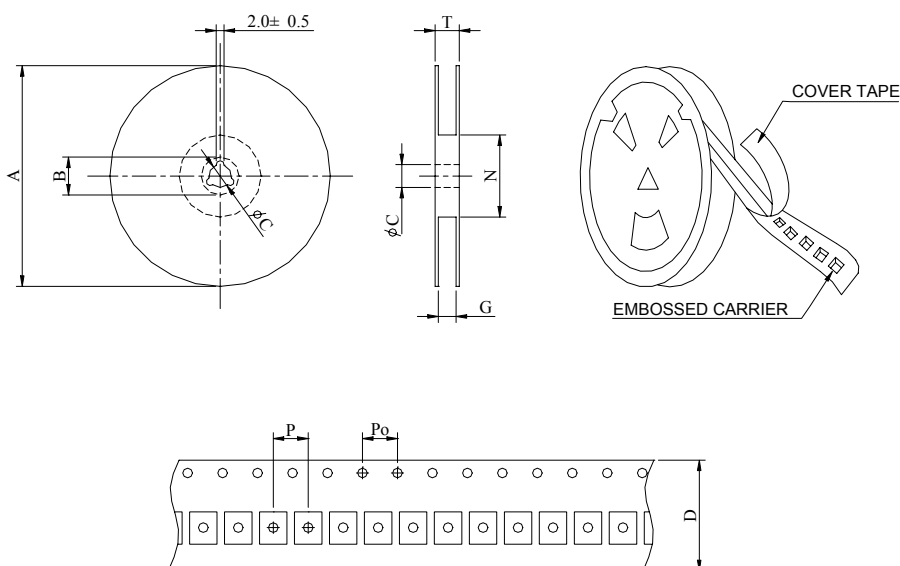 2.0± 0.5
T
A
B
ϕC
ϕC
N
G
COVER TAPE
EMBOSSED CARRIER
P
Po
D